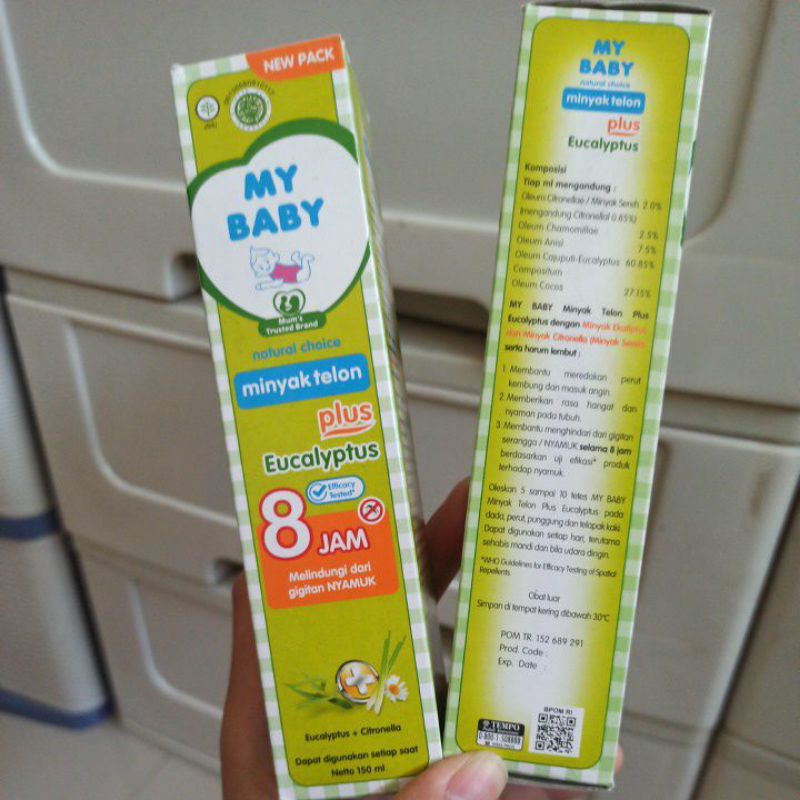 NEW PACK
JAMU
MY
BABY
Mum's
Trusted Brand
natural choice
minyak telon
plus
Eucalyptus
Efficacy
Tested*
8 JAM
Melindungi dari
gigitan NYAMUK
Eucalyptus + Citronella
Dapat digunakan setiap saat
Netto 150 ml
MY
BABY
natural choice
minyak telon
plus
Eucalyptus
Komposisi
Tiap ml mengandung :
Oleum Citronellae / Minyak Sereh 2.0%
(mengandung Citronellal 0.85%)
Oleum Chamomillae 2.5%
Oleum Anisi 7.5%
Oleum Cajuputi-Eucalyptus 60.85%
Compositum
Oleum Cocos 27.15%
MY BABY Minyak Telon Plus
Eucalyptus dengan Minyak Ekaliptus
dan Minyak Citronella (Minyak Sereh),
serta harum lembut :
1. Membantu meredakan perut
kembung dan masuk angin.
2. Memberikan rasa hangat dan
nyaman pada tubuh.
3. Membantu menghindari dari gigitan
serangga / NYAMUK selama 8 jam
berdasarkan uji efikasi* produk
terhadap nyamuk.
Oleskan 5 sampai 10 tetes MY BABY
Minyak Telon Plus Eucalyptus pada
dada, perut, punggung dan telapak kaki.
Dapat digunakan setiap hari, terutama
sehabis mandi dan bila udara dingin.
*WHO Guidelines for Efficacy Testing of Spatial
Repellents
Obat luar
Simpan di tempat kering dibawah 30°C
POM TR. 152 689 291
Prod. Code :
Exp. Date :
BPOM RI
TEMPO